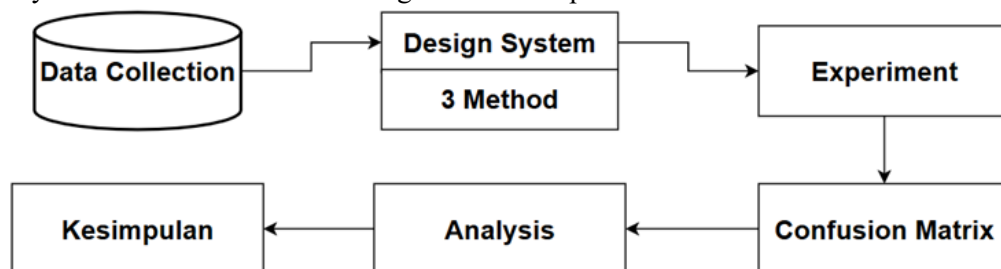 Data Collection
Design System
3 Method
Experiment
Confusion Matrix
Analysis
Kesimpulan